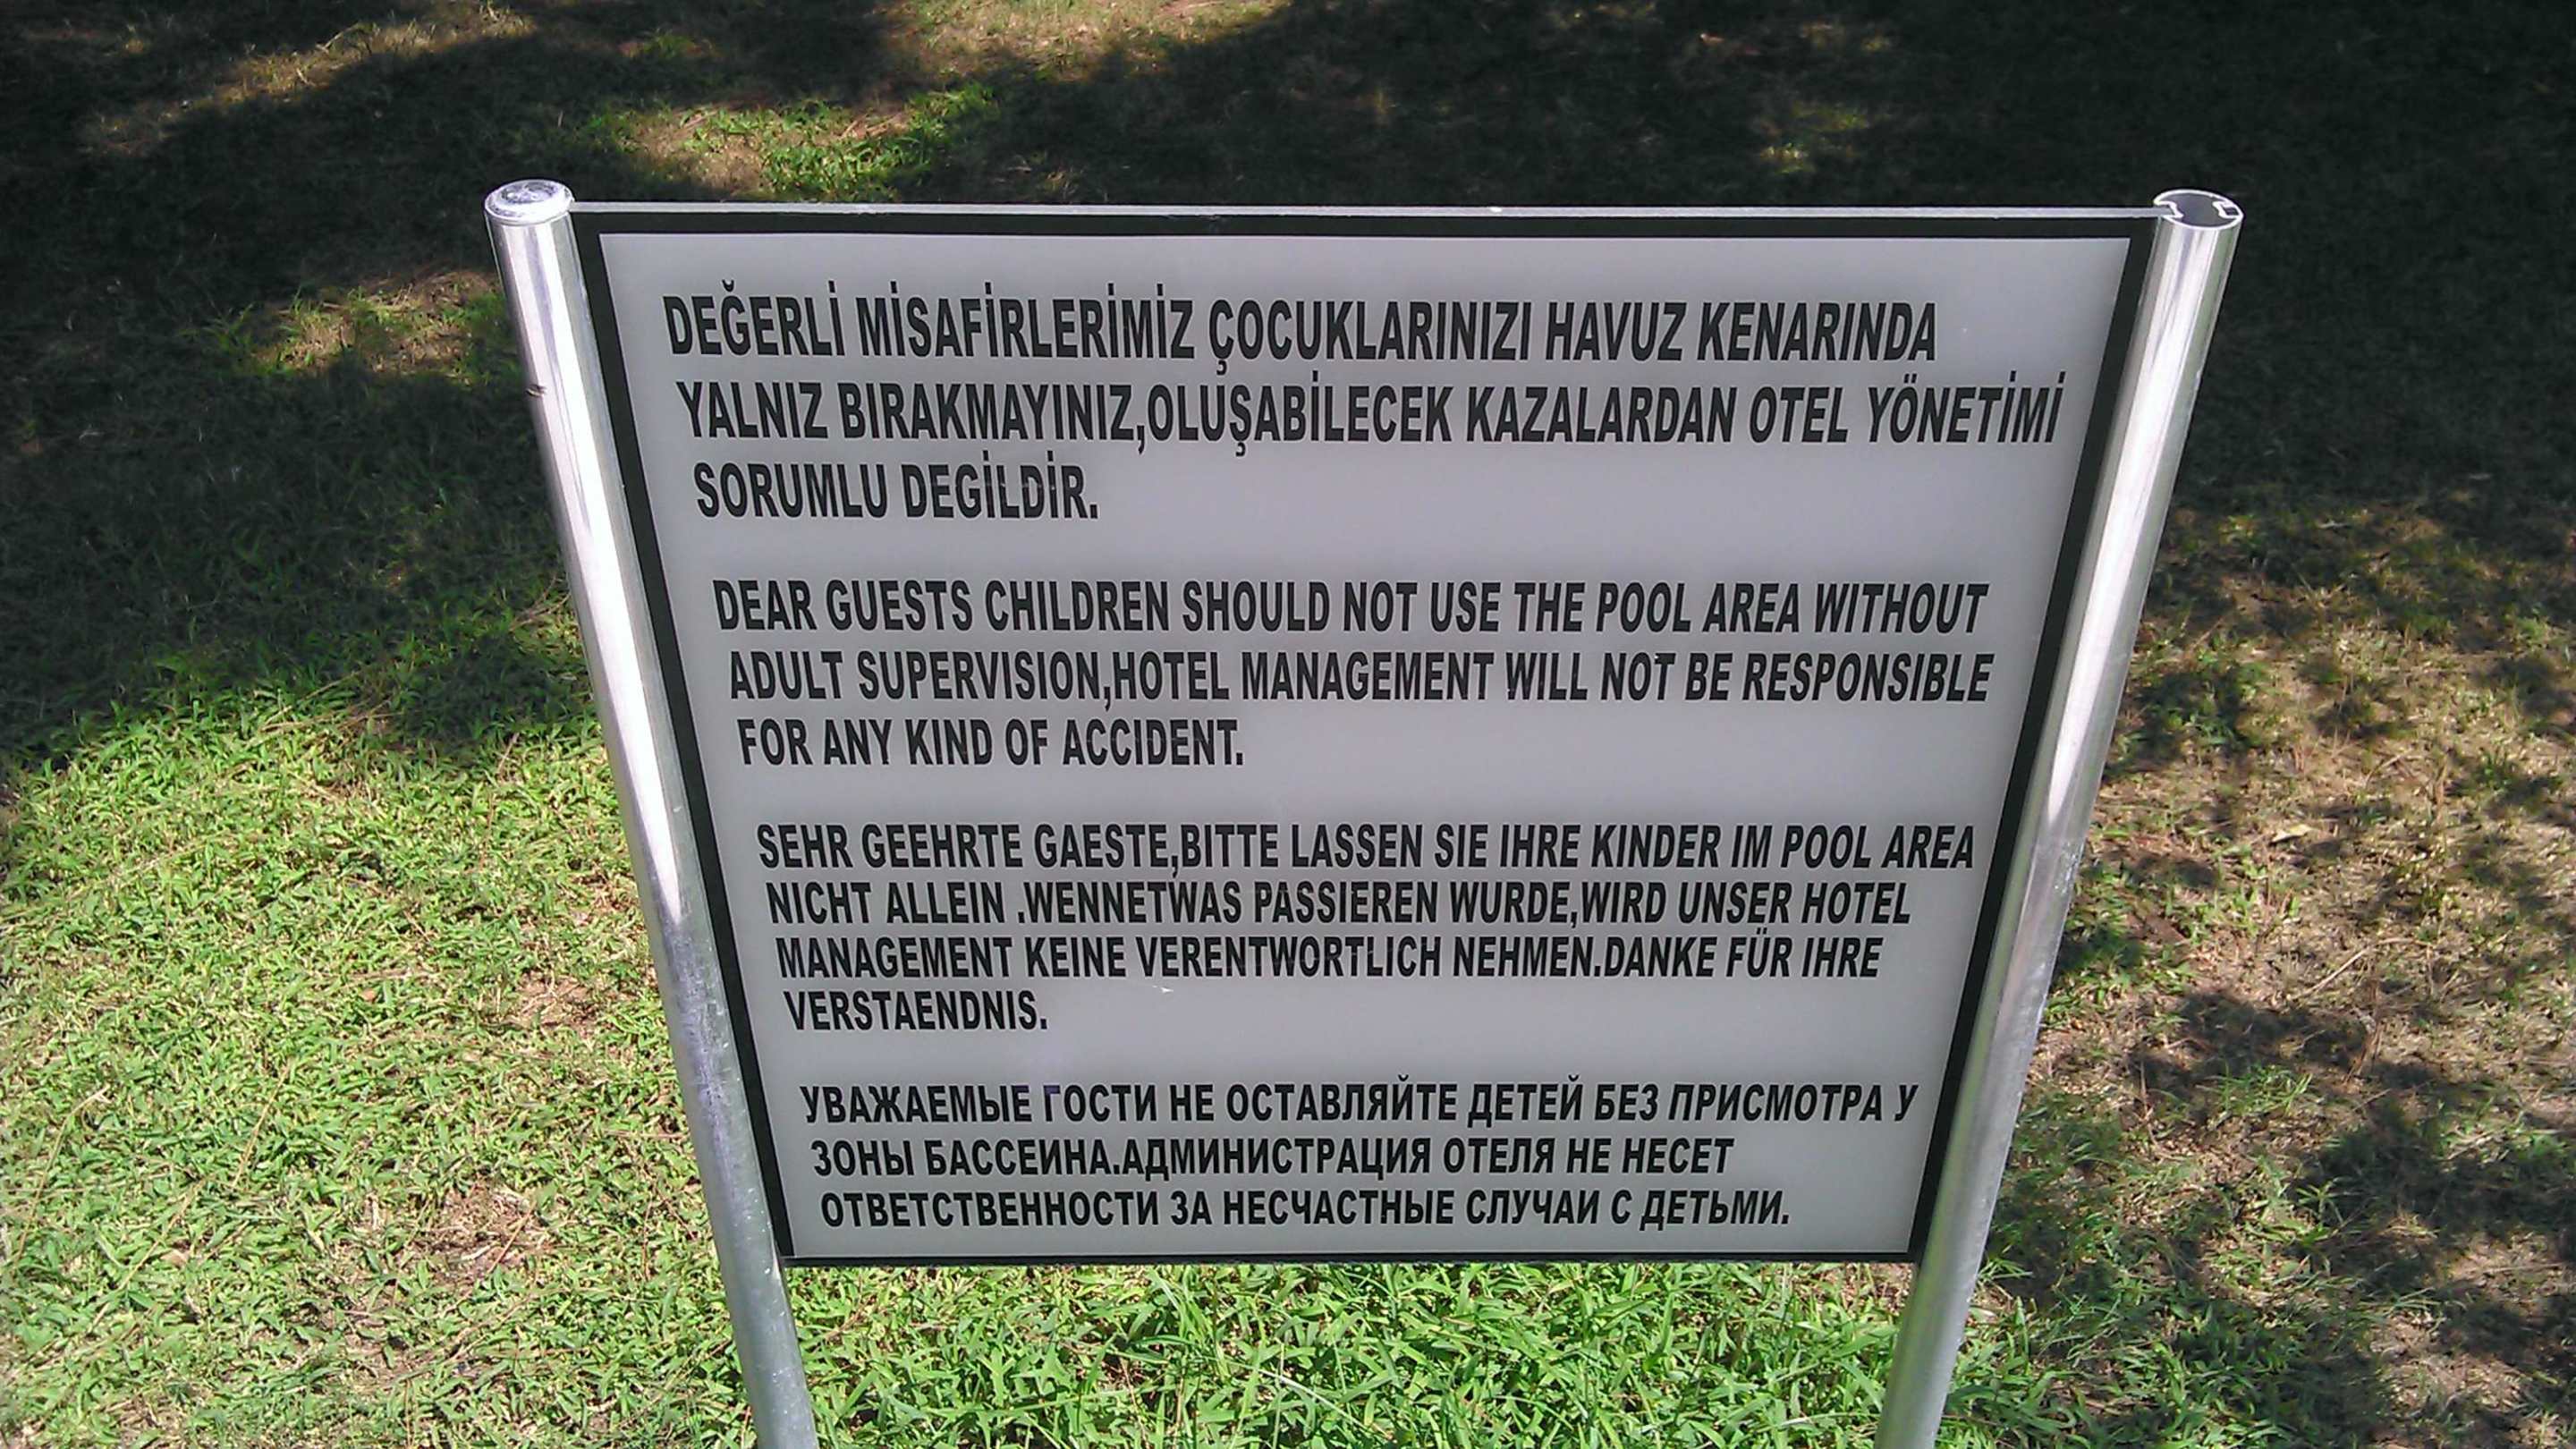 DEĞERLİ MİSAFİRLERİMİZ ÇOCUKLARINIZI HAVUZ KENARINDA
YALNIZ BIRAKMAYINIZ,OLUŞABİLECEK KAZALARDAN OTEL YÖNETİMİ
SORUMLU DEGİLDİR.
DEAR GUESTS CHILDREN SHOULD NOT USE THE POOL AREA WITHOUT
ADULT SUPERVISION,HOTEL MANAGEMENT WILL NOT BE RESPONSIBLE
FOR ANY KIND OF ACCIDENT.
SEHR GEEHRTE GAESTE,BITTE LASSEN SIE IHRE KINDER IM POOL AREA
NICHT ALLEIN .WENNETWAS PASSIEREN WURDE,WIRD UNSER HOTEL
MANAGEMENT KEINE VERENTWORTLICH NEHMEN.DANKE FÜR IHRE
VERSTAENDNIS.
УВАЖАЕМЫЕ ГОСТИ НЕ ОСТАВЛЯЙТЕ ДЕТЕЙ БЕЗ ПРИСМОТРА У
ЗОНЫ БАССЕИНА.АДМИНИСТРАЦИЯ ОТЕЛЯ НЕ НЕСЕТ
ОТВЕТСТВЕННОСТИ ЗА НЕСЧАСТНЫЕ СЛУЧАИ С ДЕТЬМИ.